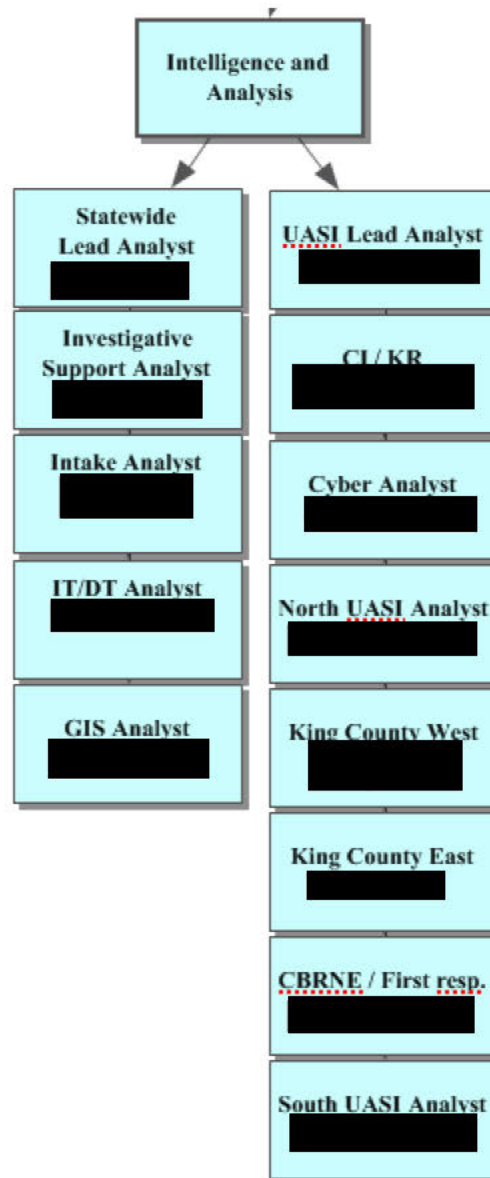 Intelligence and
Analysis
Statewide
Lead Analyst
Investigative
Support Analyst
Intake Analyst
IT/DT Analyst
GIS Analyst
UASI Lead Analyst
CI / KR
Cyber Analyst
North UASI Analyst
King County West
King County East
CBRNE / First resp.
South UASI Analyst